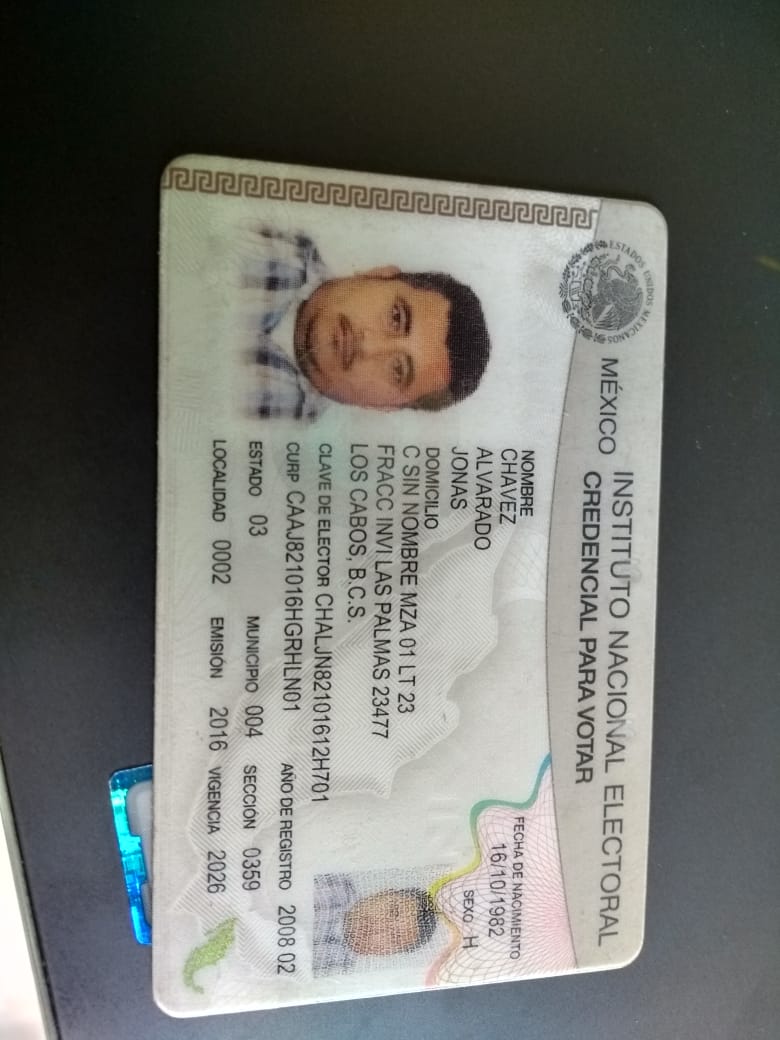 ESTADOS UNIDOS MEXICANOS
MÉXICO INSTITUTO NACIONAL ELECTORAL
CREDENCIAL PARA VOTAR
NOMBRE
CHAVEZ
ALVARADO
JONAS
FECHA DE NACIMIENTO
16/10/1982
SEXO H
DOMICILIO
C SIN NOMBRE MZA 01 LT 23
FRACC INVI LAS PALMAS 23477
LOS CABOS, B.C.S.
CLAVE DE ELECTOR CHALJN82101612H701
CURP CAAJ821016HGRHLN01 AÑO DE REGISTRO 2008 02
ESTADO 03 MUNICIPIO 004 SECCIÓN 0359
LOCALIDAD 0002 EMISIÓN 2016 VIGENCIA 2026